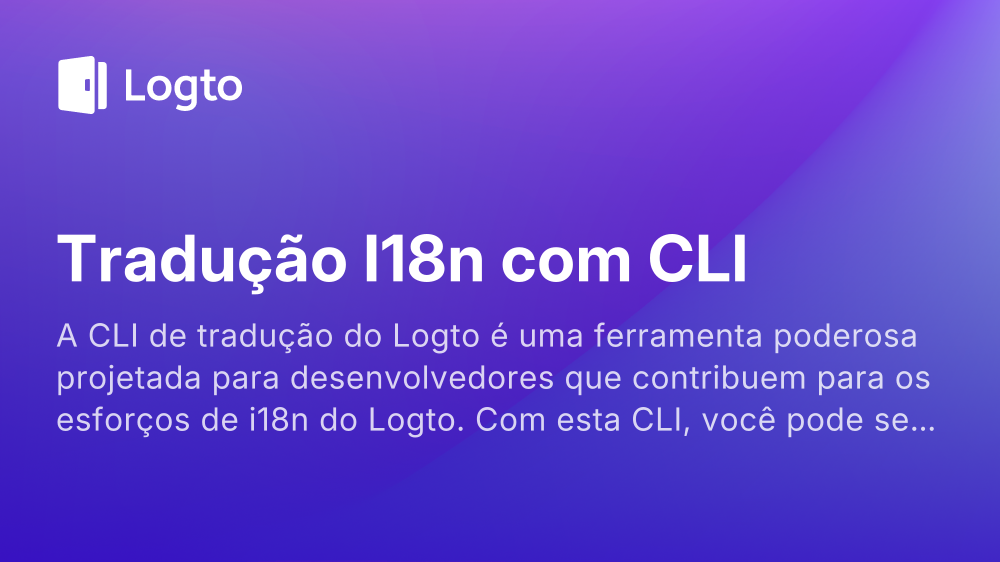 Logto
Tradução I18n com CLI
A CLI de tradução do Logto é uma ferramenta poderosa
projetada para desenvolvedores que contribuem para os
esforços de i18n do Logto. Com esta CLI, você pode se...